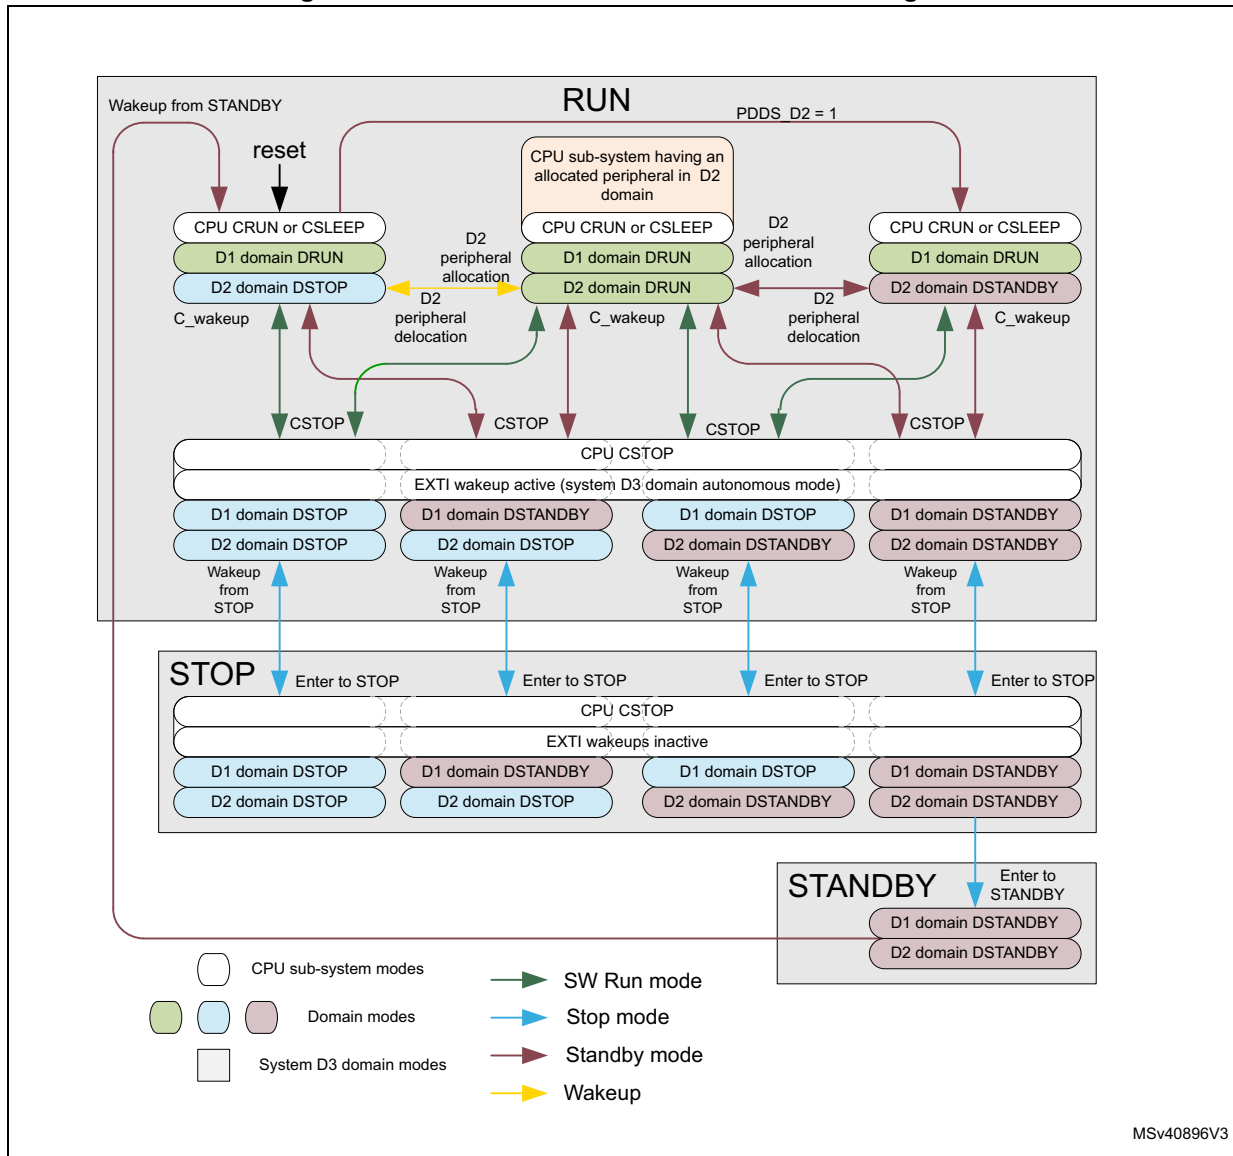 RUN
Wakeup from STANDBY
PDDS_D2 = 1
reset
CPU sub-system having an
allocated peripheral in D2
domain
CPU CRUN or CSLEEP
D1 domain DRUN
D2 domain DSTOP
D2
peripheral
allocation
D2
peripheral
delocation
CPU CRUN or CSLEEP
D1 domain DRUN
D2 domain DRUN
D2
peripheral
allocation
D2
peripheral
delocation
CPU CRUN or CSLEEP
D1 domain DRUN
D2 domain DSTANDBY
C_wakeup
C_wakeup
C_wakeup
CSTOP
CSTOP
CSTOP
CSTOP
CPU CSTOP
EXTI wakeup active (system D3 domain autonomous mode)
D1 domain DSTOP
D2 domain DSTOP
D1 domain DSTANDBY
D2 domain DSTOP
D1 domain DSTOP
D2 domain DSTANDBY
D1 domain DSTANDBY
D2 domain DSTANDBY
Wakeup
from
STOP
Wakeup
from
STOP
Wakeup
from
STOP
Wakeup
from
STOP
STOP
Enter to STOP
Enter to STOP
Enter to STOP
Enter to STOP
CPU CSTOP
EXTI wakeups inactive
D1 domain DSTOP
D2 domain DSTOP
D1 domain DSTANDBY
D2 domain DSTOP
D1 domain DSTOP
D2 domain DSTANDBY
D1 domain DSTANDBY
D2 domain DSTANDBY
STANDBY
Enter to
STANDBY
D1 domain DSTANDBY
D2 domain DSTANDBY
CPU sub-system modes
Domain modes
System D3 domain modes
SW Run mode
Stop mode
Standby mode
Wakeup
MSv40896V3